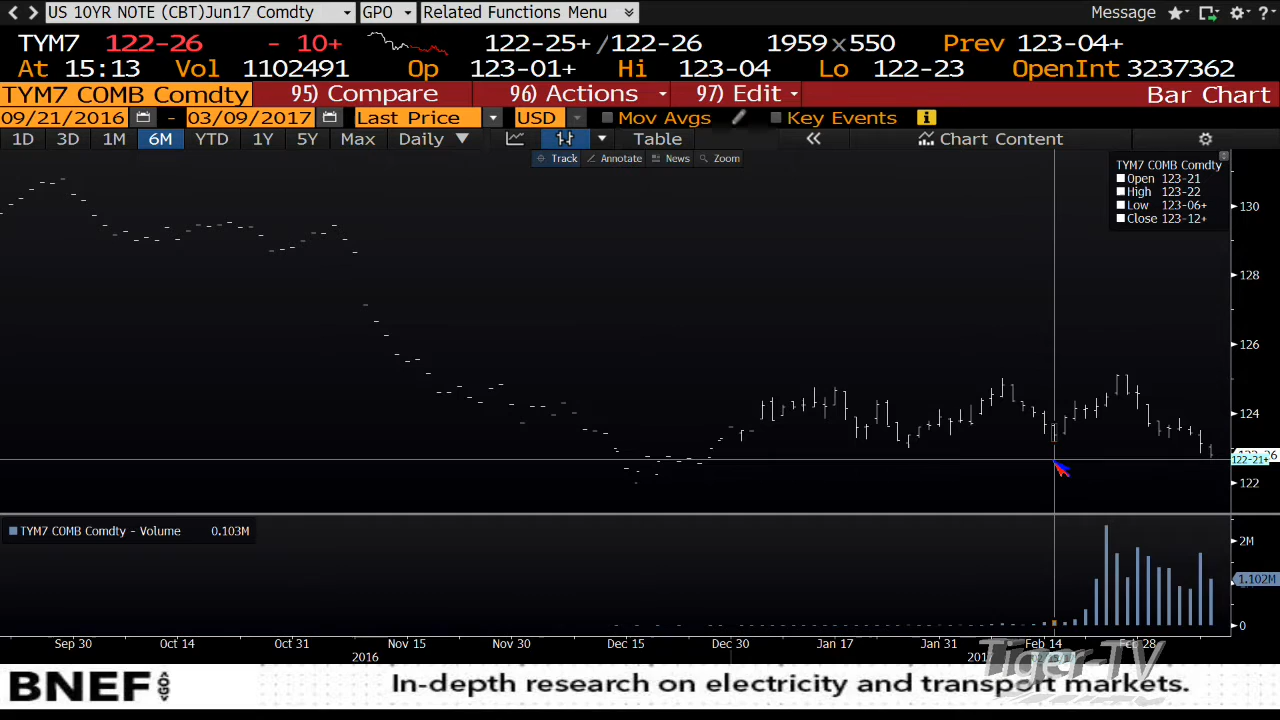 US 10YR NOTE (CBT)Jun17 Comdty GPO Related Functions Menu Message ?
TYM7 122-26 - 10+ 122-25+ / 122-26 1959 x 550 Prev 123-04+
At 15:13 Vol 1102491 Op 123-01+ Hi 123-04 Lo 122-23 OpenInt 3237362
TYM7 COMB Comdty 95) Compare 96) Actions 97) Edit Bar Chart
09/21/2016 - 03/09/2017 Last Price USD Mov Avgs Key Events
1D 3D 1M 6M YTD 1Y 5Y Max Daily Table « Chart Content
Track Annotate News Zoom
TYM7 COMB Comdty
Open 123-21
High 123-22
Low 123-06+
Close 123-12+
130
128
126
124
122-21+
122
TYM7 COMB Comdty - Volume 0.103M
2M
1.102M
0
Sep 30 Oct 14 Oct 31 Nov 15 Nov 30 Dec 15 Dec 30 Jan 17 Jan 31 Feb 14 Feb 28
2016 2017
Tiger-TV
BNEF <GO> In-depth research on electricity and transport markets.